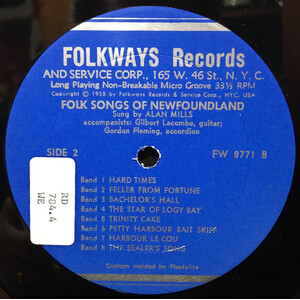 FOLKWAYS Records
AND SERVICE CORP., 165 W. 46 St., N. Y. C.
Long Playing Non-Breakable Micro Groove 33⅓ RPM
Copyright © 1958 by Folkways Records and Service Corp., NYC, USA
FOLK SONGS OF NEWFOUNDLAND
Sung by ALAN MILLS
accompanists: Gilbert Lacombe, guitar;
Gordon Fleming, accordion
SIDE 2
FW 8771 B
RD
784.4
WE
Band 1 HARD TIMES
Band 2 FELLER FROM FORTUNE
Band 3 BACHELOR'S HALL
Band 4 THE STAR OF LOGY BAY
Band 5 TRINITY CAKE
Band 6 PETTY HARBOUR BAIT SKIFF
Band 7 HARBOUR LE COU
Band 8 THE SEALER'S SONG
Custom molded by Plastylite